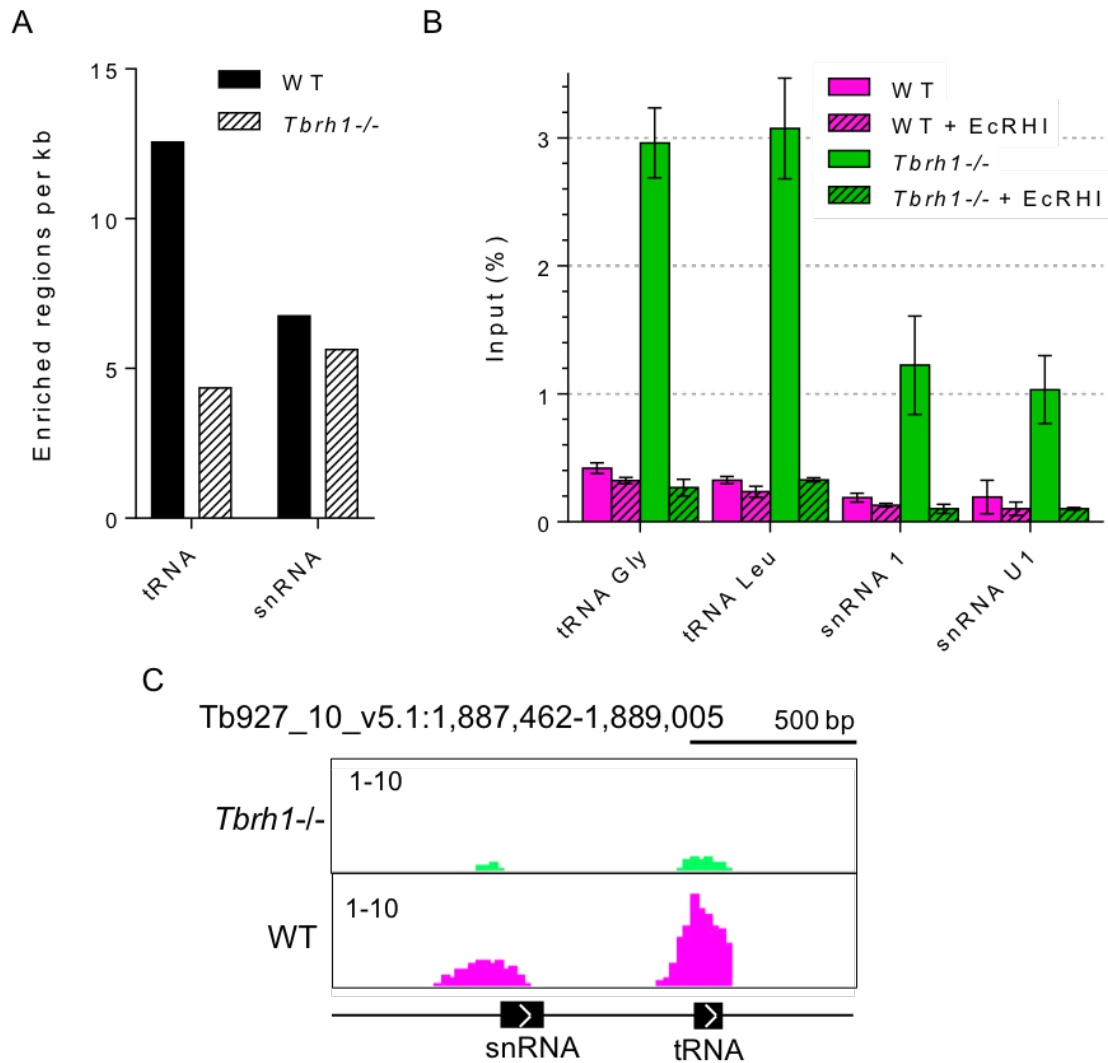 A
Enriched regions per kb
15
10
5
0
WT
Tbrh1-/-
tRNA
snRNA
B
Input (%)
3
2
1
0
WT
WT + EcRHI
Tbrh1-/-
Tbrh1-/- + EcRHI
tRNA Gly
tRNA Leu
snRNA 1
snRNA U1
C
Tb927_10_v5.1:1,887,462-1,889,005
500 bp
Tbrh1-/-
1-10
WT
1-10
snRNA
tRNA